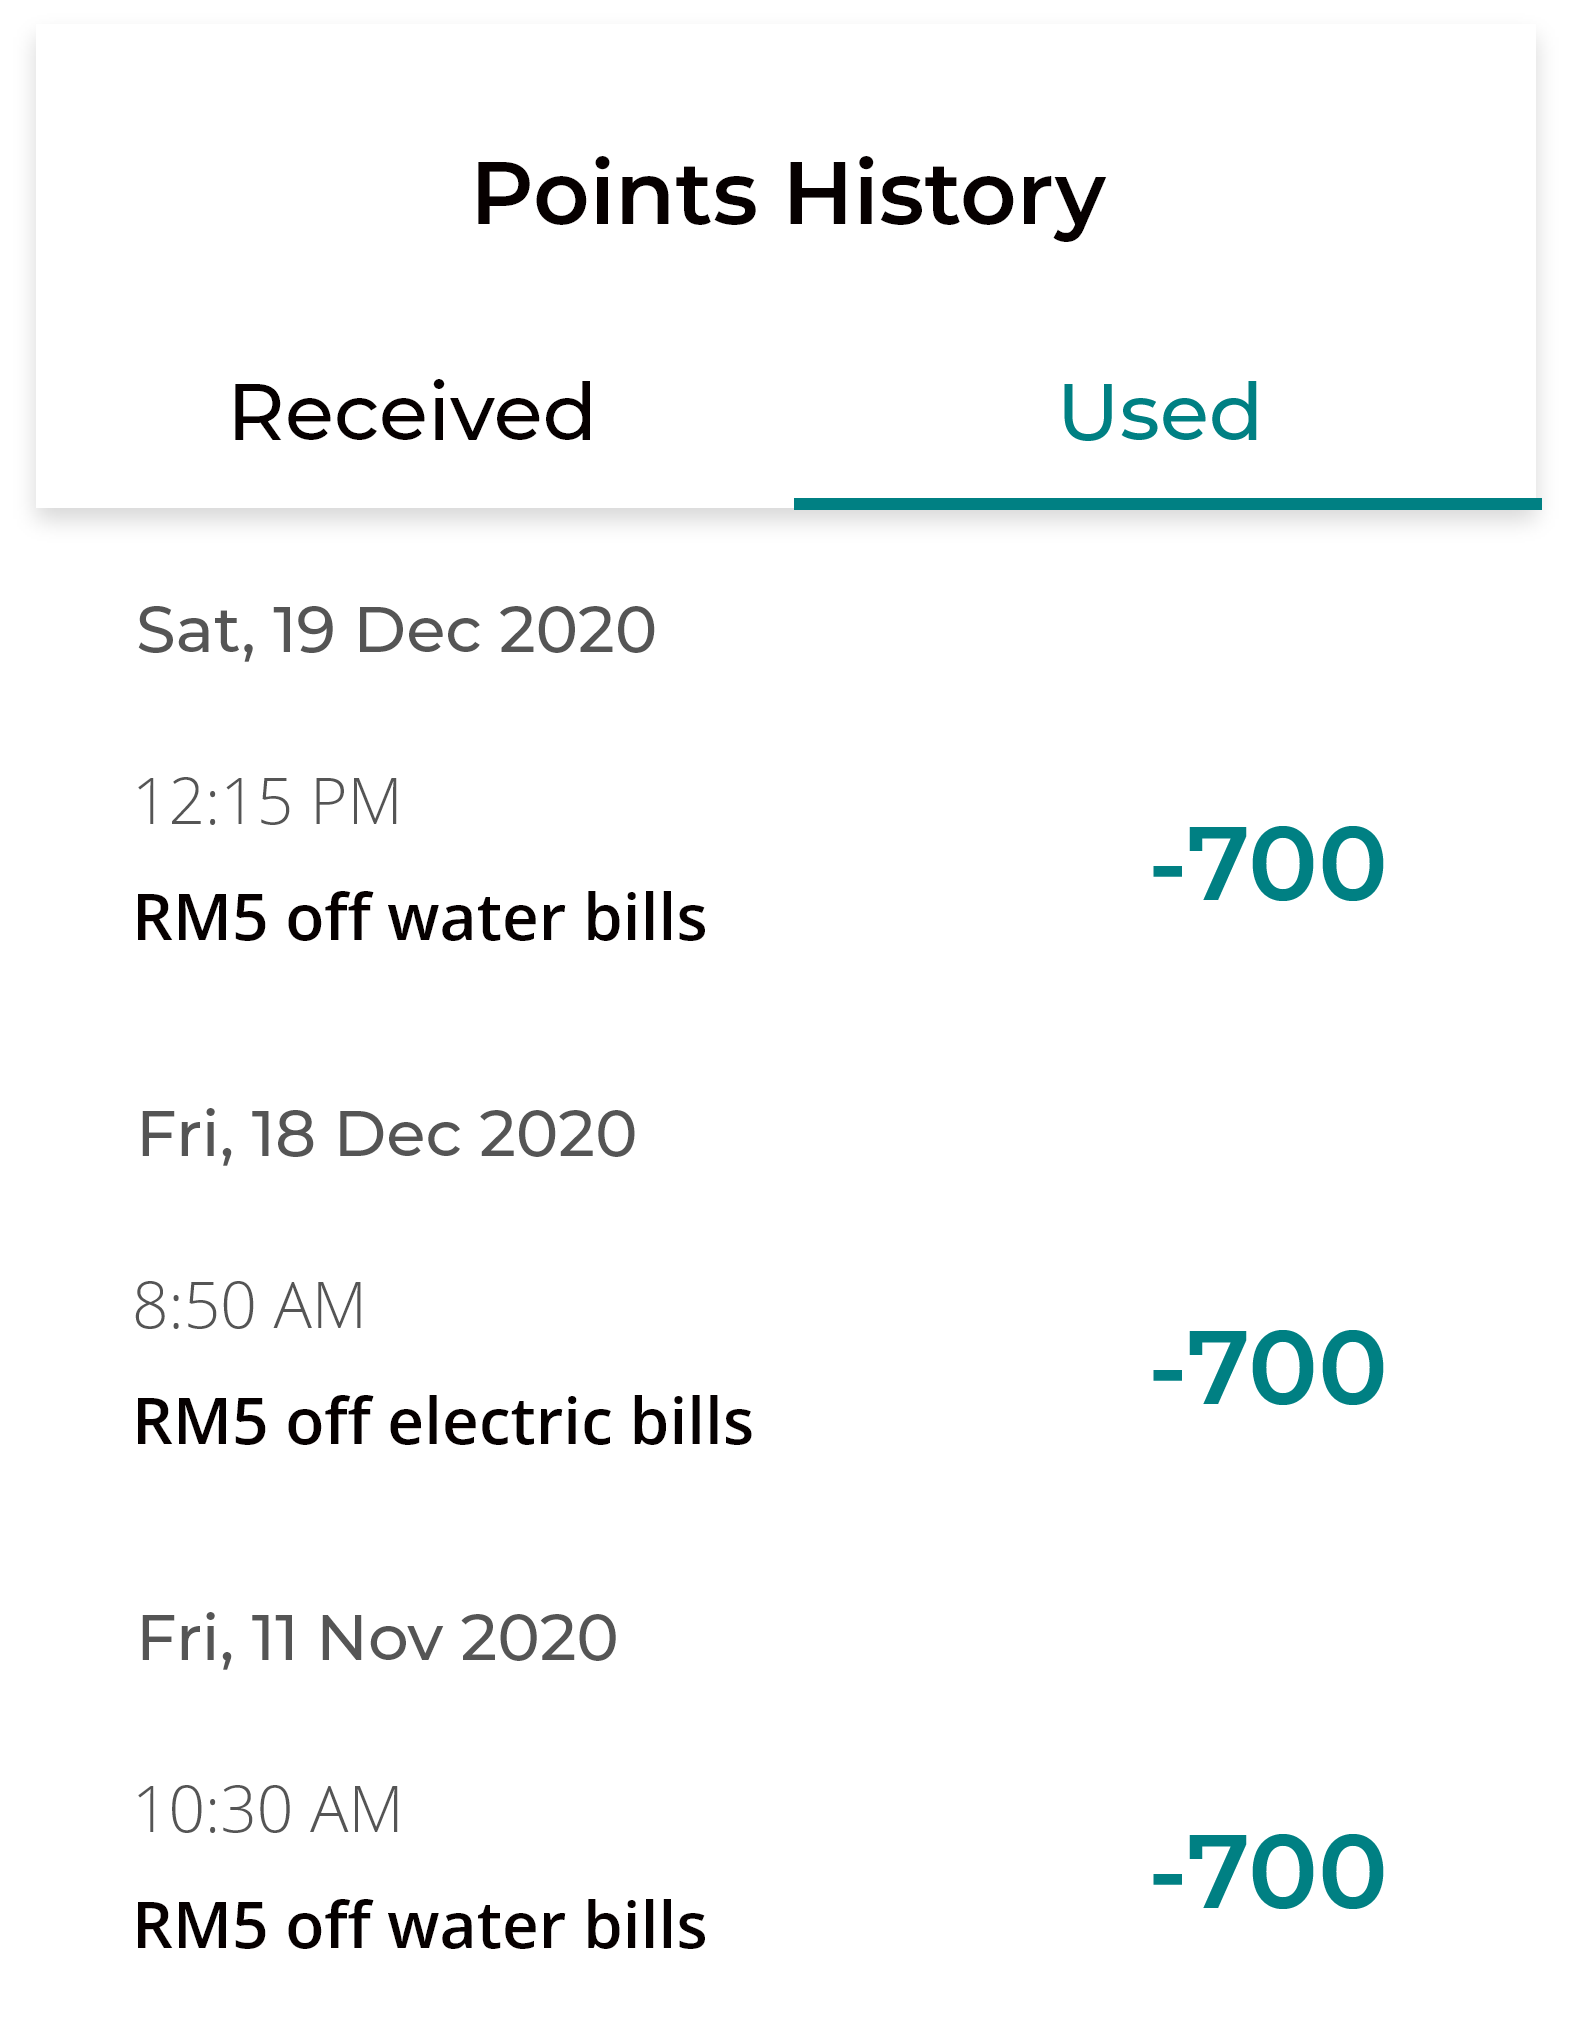 Points History
Received Used
Sat, 19 Dec 2020
12:15 PM
-700
RM5 off water bills
Fri, 18 Dec 2020
8:50 AM
-700
RM5 off electric bills
Fri, 11 Nov 2020
10:30 AM
-700
RM5 off water bills